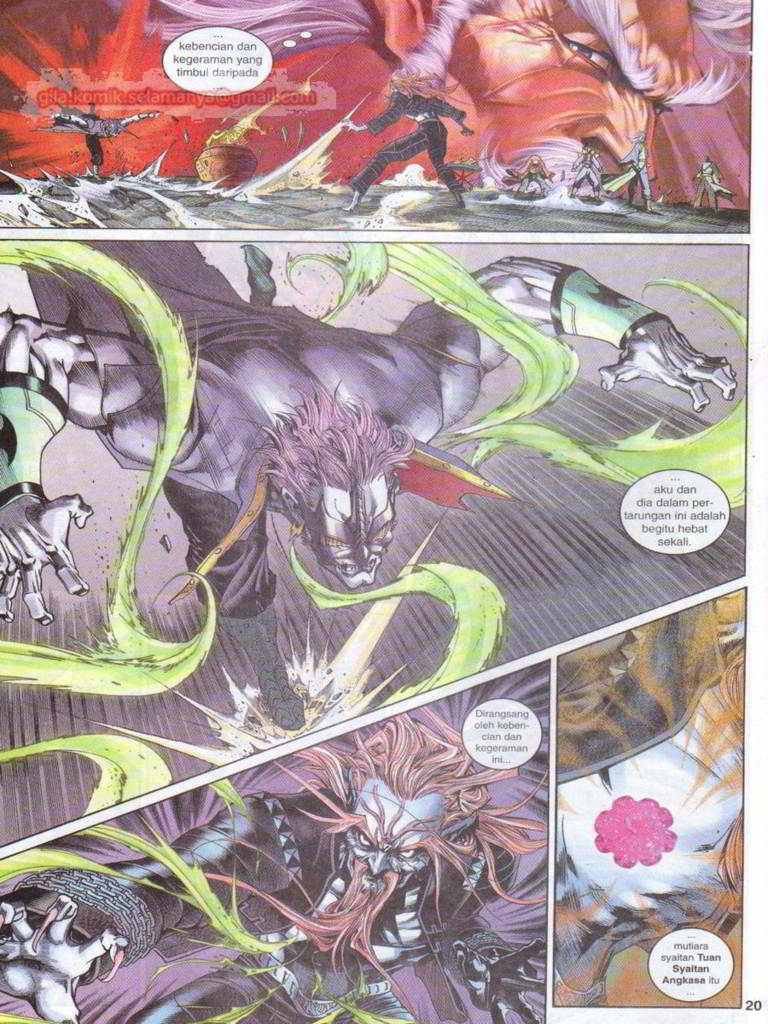 ...
kebencian dan
kegeraman yang
timbul daripada
gila.komik.selamanya@gmail.com
...
aku dan
dia dalam per-
tarungan ini adalah
begitu hebat
sekali.
Dirangsang
oleh keben-
cian dan
kegeraman
ini...
...
mutiara
syaitan Tuan
Syaitan
Angkasa itu
...
20